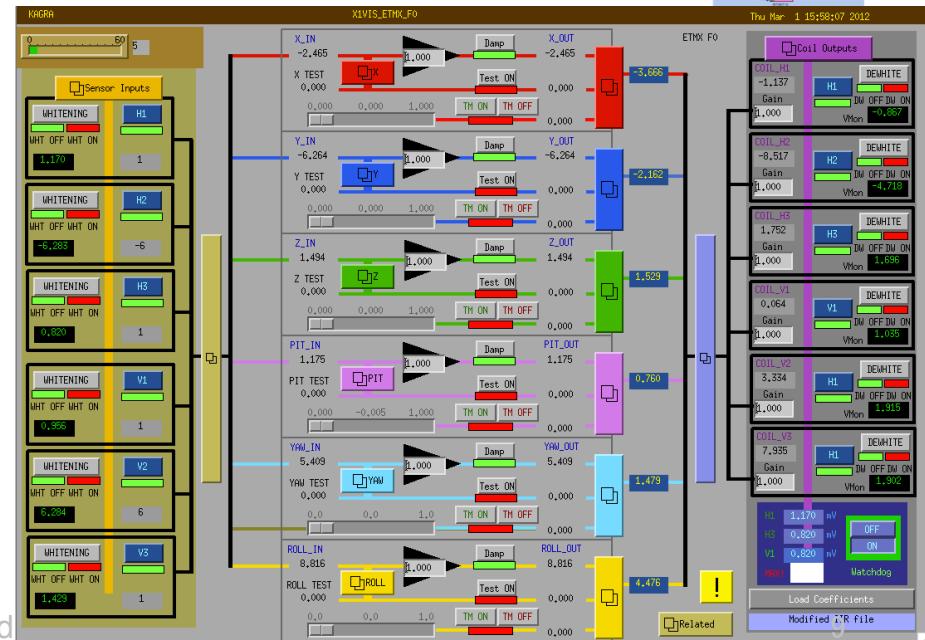 KAGRA
X1VIS_ETMX_F0
Thu Mar 1 15:58:07 2012
0
60
5
Sensor Inputs
WHITENING
H1
WHT OFF WHT ON
1.170
1
WHITENING
H2
WHT OFF WHT ON
-6.283
-6
WHITENING
H3
WHT OFF WHT ON
0.820
1
WHITENING
V1
WHT OFF WHT ON
0.956
1
WHITENING
V2
WHT OFF WHT ON
6.284
6
WHITENING
V3
WHT OFF WHT ON
1.429
1
ETMX F0
X_IN
-2.465
X
1.000
Damp
X_OUT
-2.465
X TEST
0.000
Test ON
0.000
0.000 0.000 1.000
TM ON TM OFF
0.000
-3.666
Y_IN
-6.264
Y
1.000
Damp
Y_OUT
-6.264
Y TEST
0.000
Test ON
0.000
0.000 0.000 1.000
TM ON TM OFF
0.000
-2.162
Z_IN
1.494
Z
1.000
Damp
Z_OUT
1.494
Z TEST
0.000
Test ON
0.000
0.000 0.000 1.000
TM ON TM OFF
0.000
1.529
PIT_IN
1.175
PIT
1.000
Damp
PIT_OUT
1.175
PIT TEST
0.000
Test ON
0.000
0.000 -0.005 1.000
TM ON TM OFF
0.000
0.760
YAW_IN
5.409
YAW
1.000
Damp
YAW_OUT
5.409
YAW TEST
0.000
Test ON
0.000
0.0 0.0 1.0
TM ON TM OFF
0.000
1.479
ROLL_IN
8.816
ROLL
1.000
Damp
ROLL_OUT
8.816
ROLL TEST
0.000
Test ON
0.000
0.0 0.0 1.0
TM ON TM OFF
0.000
4.476
!
Related
Coil Outputs
COIL_H1
-1.137
Gain
1.000
H1
DEWHITE
DW OFF DW ON
VMon -0.867
COIL_H2
-8.517
Gain
1.000
H2
DEWHITE
DW OFF DW ON
VMon -4.718
COIL_H3
1.752
Gain
1.000
H3
DEWHITE
DW OFF DW ON
VMon 1.696
COIL_V1
0.064
Gain
1.000
V1
DEWHITE
DW OFF DW ON
VMon 1.035
COIL_V2
3.334
Gain
1.000
H1
DEWHITE
DW OFF DW ON
VMon 1.915
COIL_V3
7.935
Gain
1.000
H1
DEWHITE
DW OFF DW ON
VMon 1.902
H1 1.170 mV
H3 0.820 mV
V1 0.820 mV
OFF
ON
Watchdog
Load Coefficients
Modified IIR file
d
9